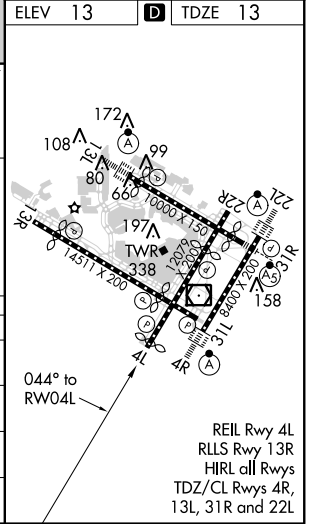 ELEV 13 D TDZE 13
172
A
108
99
13L
80
66
P
10000 X 150
22R
A
22L
13R
P
197
TWR
338
12079 X 200
P
31R
A5
14511 X 200
158
8400 X 200
P
P
31L
4L
4R
A
044° to
RW04L
REIL Rwy 4L
RLLS Rwy 13R
HIRL all Rwys
TDZ/CL Rwys 4R,
13L, 31R and 22L